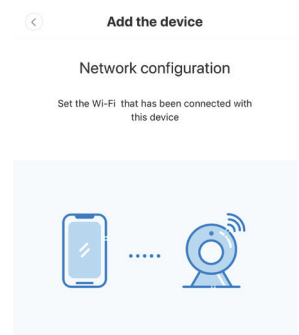 Add the device
Network configuration
Set the Wi-Fi that has been connected with
this device